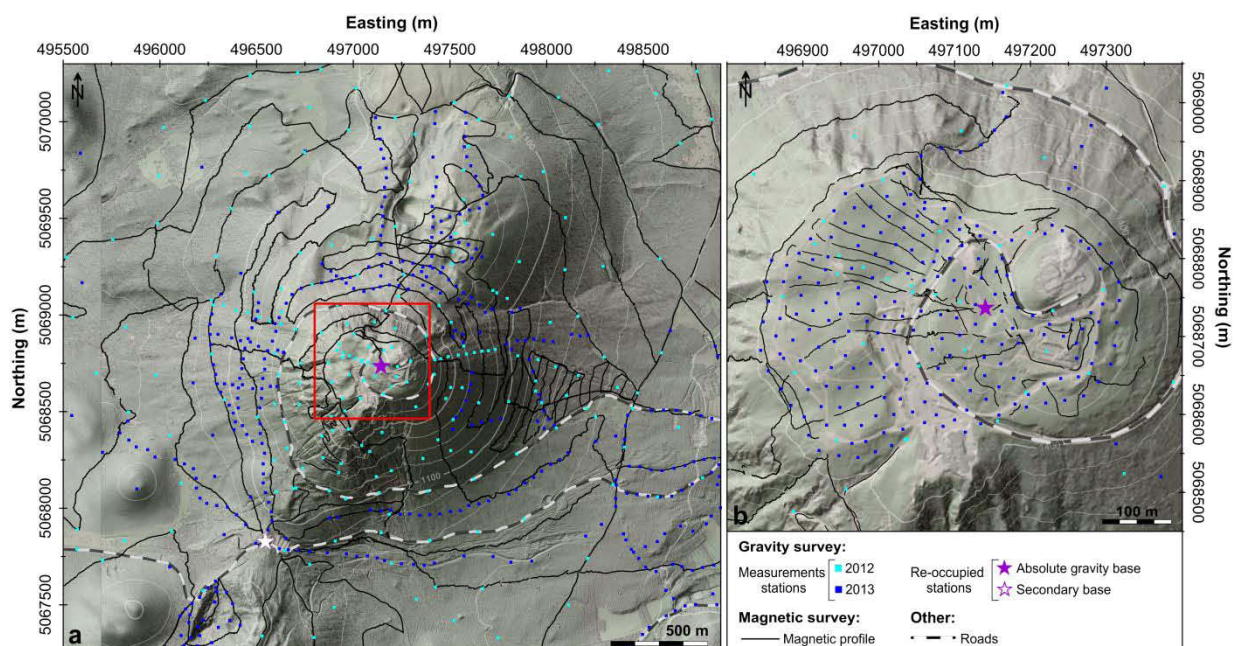 Easting (m)
495500 496000 496500 497000 497500 498000 498500
Easting (m)
496900 497000 497100 497200 497300
Northing (m)
5070000
5069500
5069000
5068500
5068000
5067500
N
1100
a
500 m
N
5069000
5068900
5068800
5068700
5068600
5068500
Northing (m)
b
100 m
Gravity survey:
Measurements stations
2012
2013
Re-occupied stations
Absolute gravity base
Secondary base
Magnetic survey:
Magnetic profile
Other:
Roads